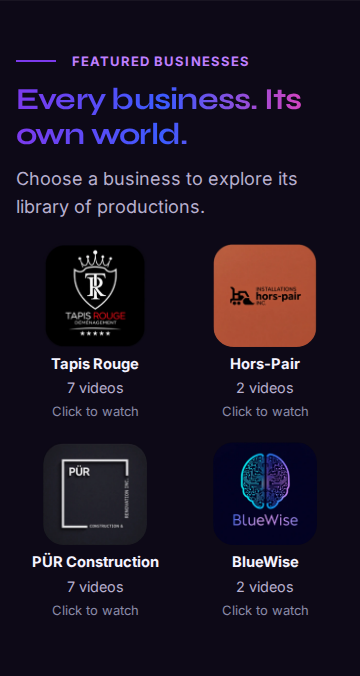 FEATURED BUSINESSES
Every business. Its
own world.
Choose a business to explore its
library of productions.
TR
TAPIS ROUGE
DÉMÉNAGEMENT
INSTALLATIONS
hors-pair
INC.
Tapis Rouge
7 videos
Click to watch
Hors-Pair
2 videos
Click to watch
PÜR
RENOVATION INC.
CONSTRUCTION &
BlueWise
PÜR Construction
7 videos
Click to watch
BlueWise
2 videos
Click to watch